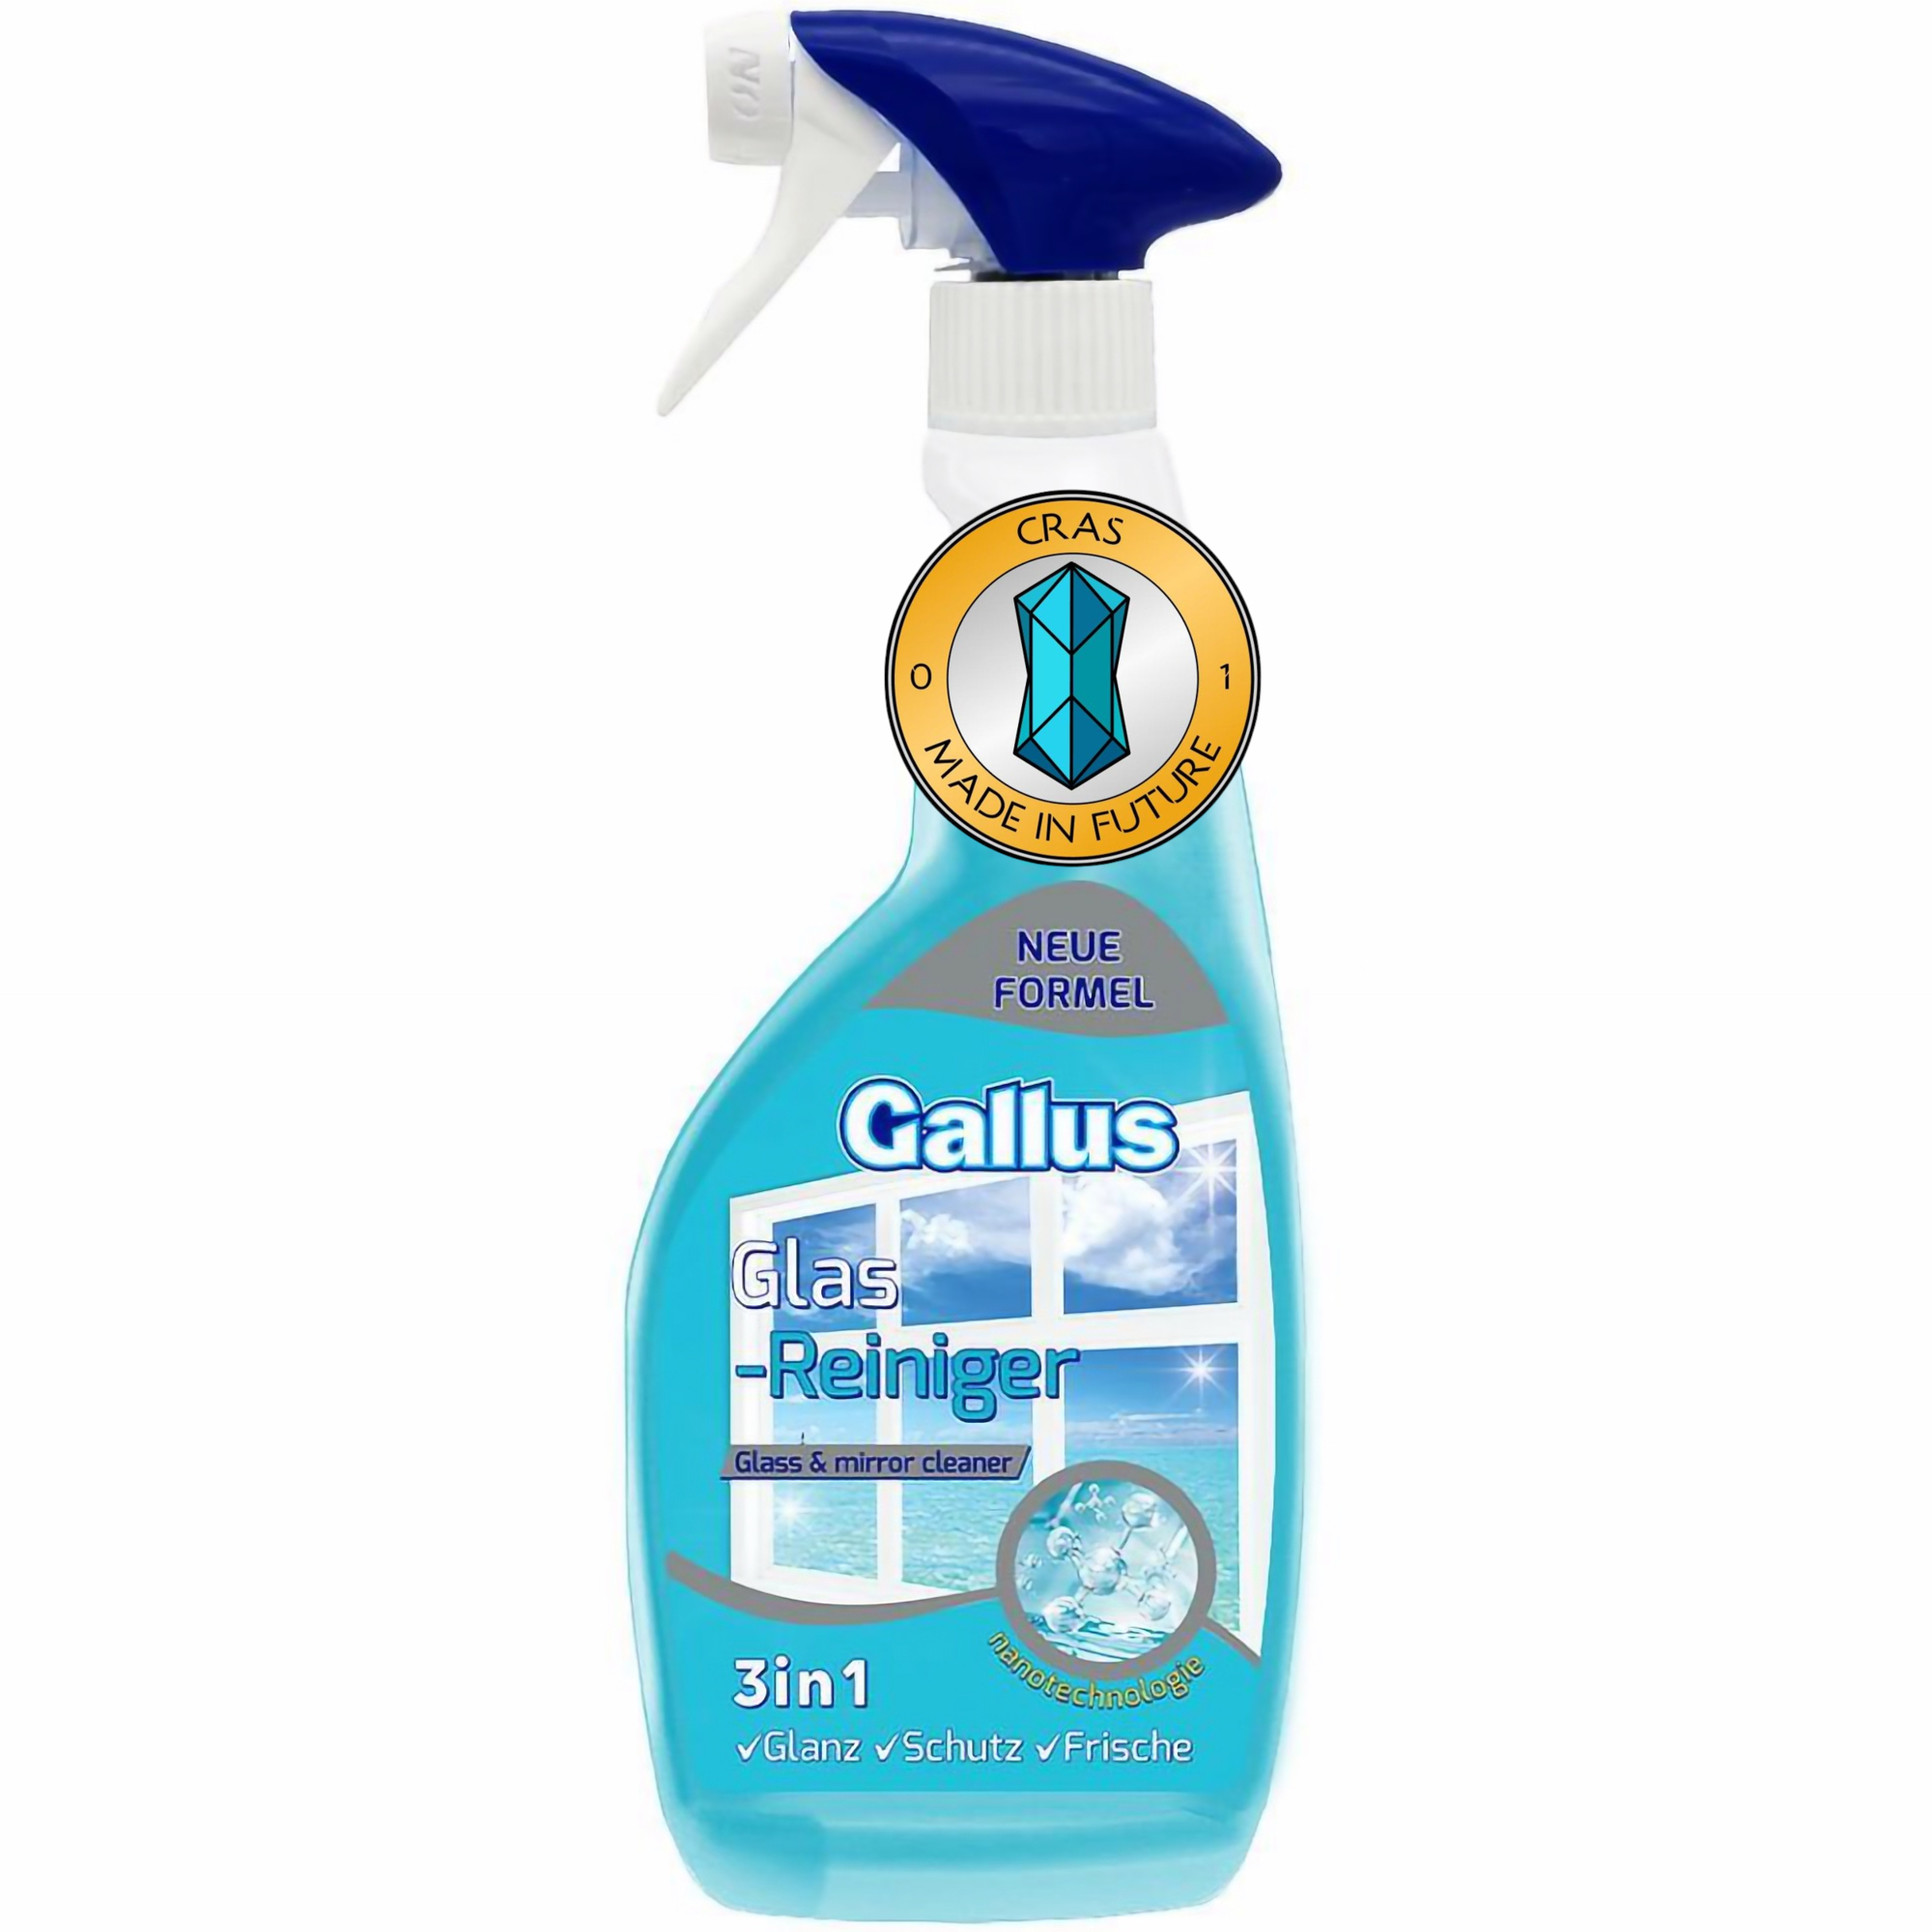 NO
CRAS
0 1
MADE IN FUTURE
NEUE
FORMEL
Gallus
Glas
-Reiniger
Glass & mirror cleaner
nanotechnologie
3in1
✓Glanz ✓Schutz ✓Frische